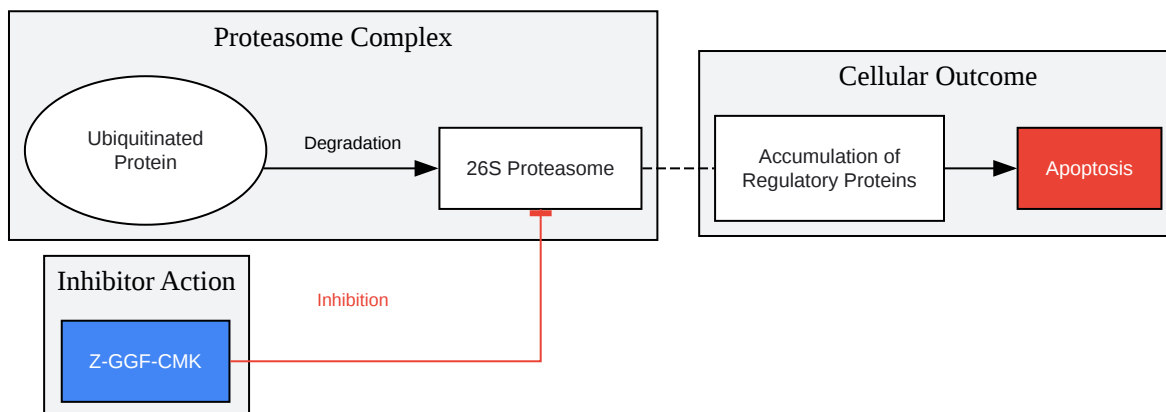 Proteasome Complex
Ubiquitinated
Protein
Degradation
26S Proteasome
Cellular Outcome
Accumulation of
Regulatory Proteins
Apoptosis
Inhibitor Action
Z-GGF-CMK
Inhibition